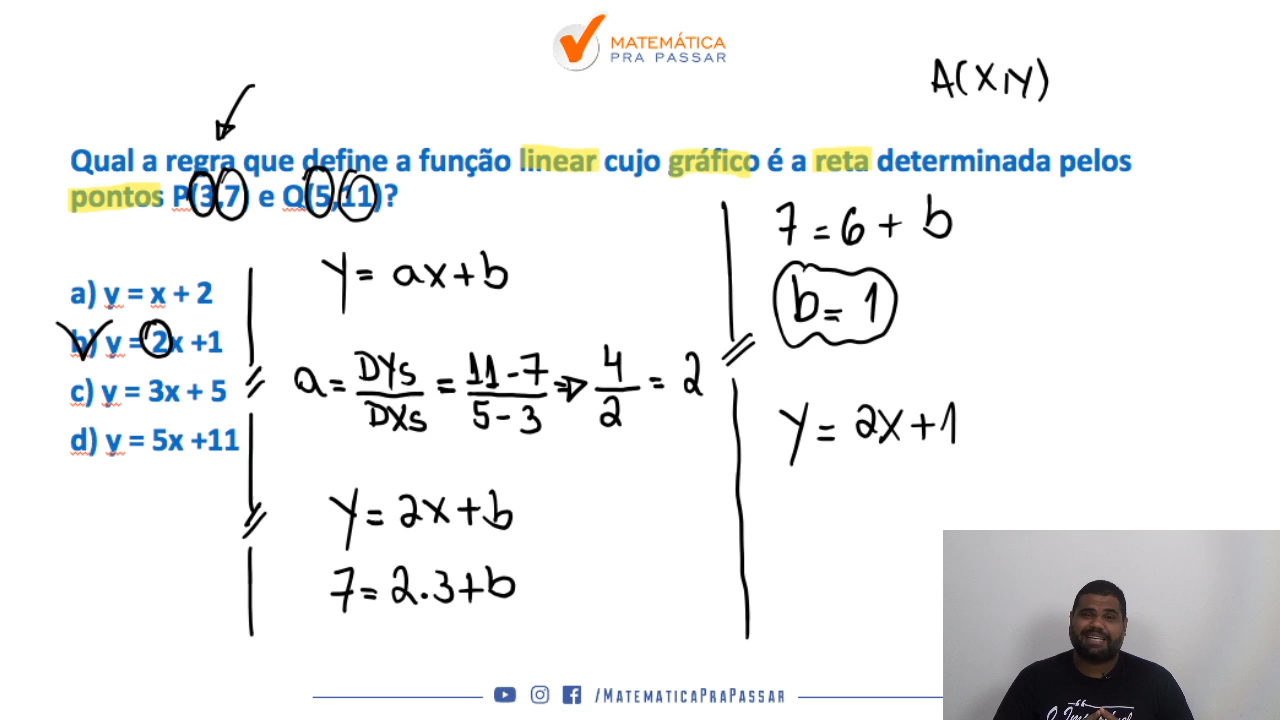 MATEMÁTICA
PRA PASSAR
A(X,Y)
Qual a regra que define a função linear cujo gráfico é a reta determinada pelos
pontos P(3,7) e Q(5,11)?
a) y = x + 2
b) y = 2x +1
c) y = 3x + 5
d) y = 5x +11
Y = ax + b
a = DYs/DXs = 11-7/5-3 ⇒ 4/2 = 2
Y = 2x + b
7 = 2.3 + b
7 = 6 + b
b = 1
Y = 2x + 1
/MatematicaPraPassar